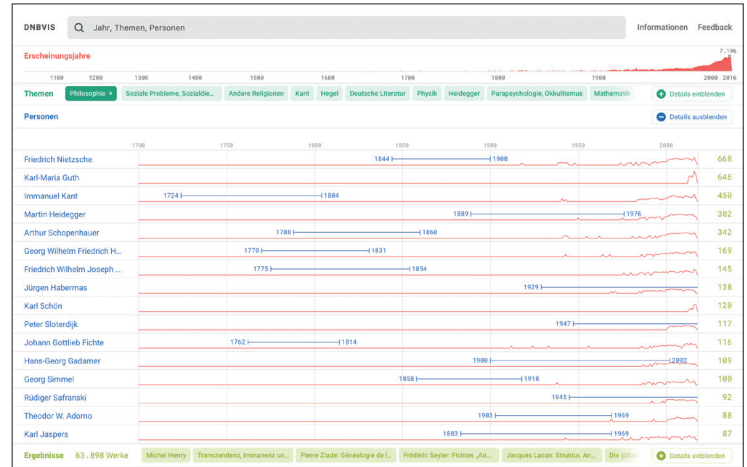 DNBVIS Jahr, Themen, Personen Informationen Feedback
7.196
Erscheinungsjahre
1100 1200 1300 1400 1500 1600 1700 1800 1900 2000 2016
Themen Philosophie × Soziale Probleme, Sozialdie... Andere Religionen Kant Hegel Deutsche Literatur Physik Heidegger Parapsychologie, Okkultismus Mathematik Details einblenden
Personen Details ausblenden
1700 1750 1800 1850 1900 1950 2000
Friedrich Nietzsche 1844 1900 668
Karl-Maria Guth 646
Immanuel Kant 1724 1804 450
Martin Heidegger 1889 1976 382
Arthur Schopenhauer 1788 1860 342
Georg Wilhelm Friedrich H... 1770 1831 169
Friedrich Wilhelm Joseph ... 1775 1854 145
Jürgen Habermas 1929 138
Karl Schön 120
Peter Sloterdijk 1947 117
Johann Gottlieb Fichte 1762 1814 116
Hans-Georg Gadamer 1900 2002 109
Georg Simmel 1858 1918 100
Rüdiger Safranski 1945 92
Theodor W. Adorno 1903 1969 88
Karl Jaspers 1883 1969 87
Ergebnisse 63.898 Werke Michel Henry Transzendenz, Immanenz un... Pierre Ziade: Généalogie de l... Frédéric Seyler: Fichtes „An... Jacques Lacan: Struktur. An... Die Details einblenden